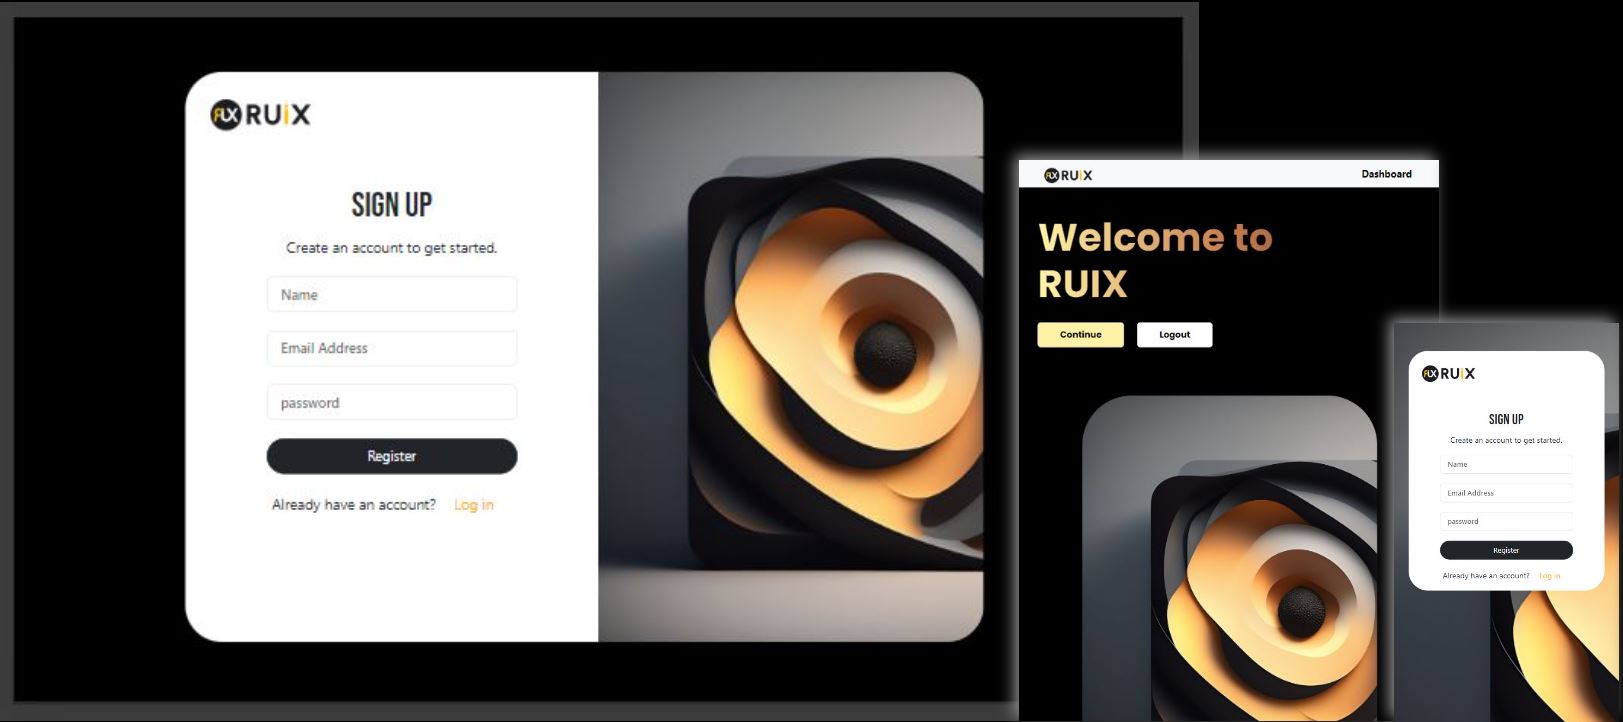 RUiX
SIGN UP
Create an account to get started.
Name
Email Address
password
Register
Already have an account? Log in
RUiX
Dashboard
Welcome to
RUIX
Continue
Logout
RUiX
SIGN UP
Create an account to get started.
Name
Email Address
password
Register
Already have an account? Log in